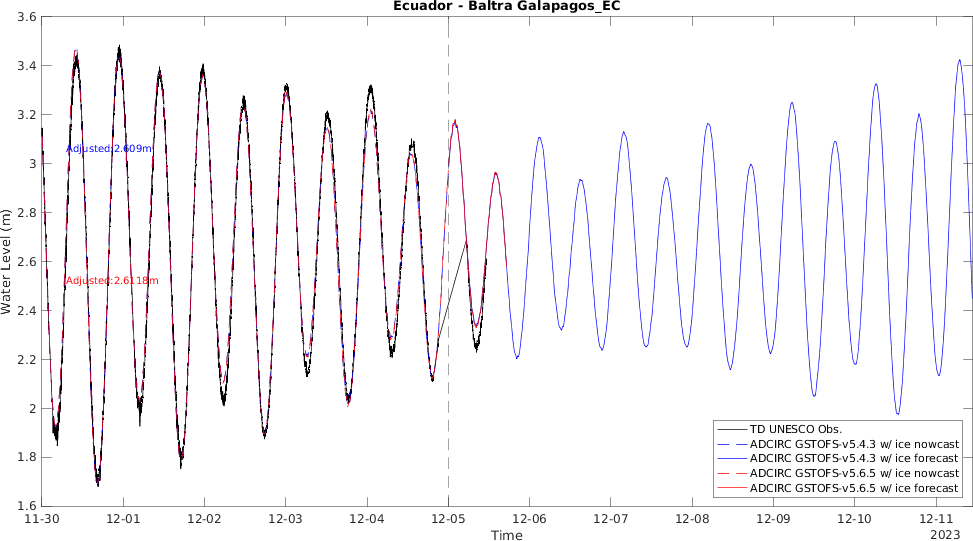 Ecuador - Baltra Galapagos_EC
3.6
3.4
3.2
3
2.8
2.6
2.4
2.2
2
1.8
1.6
Water Level (m)
Adjusted:2.609m
Adjusted:2.6118m
TD UNESCO Obs.
ADCIRC GSTOFS-v5.4.3 w/ ice nowcast
ADCIRC GSTOFS-v5.4.3 w/ ice forecast
ADCIRC GSTOFS-v5.6.5 w/ ice nowcast
ADCIRC GSTOFS-v5.6.5 w/ ice forecast
11-30 12-01 12-02 12-03 12-04 12-05 12-06 12-07 12-08 12-09 12-10 12-11
Time
2023